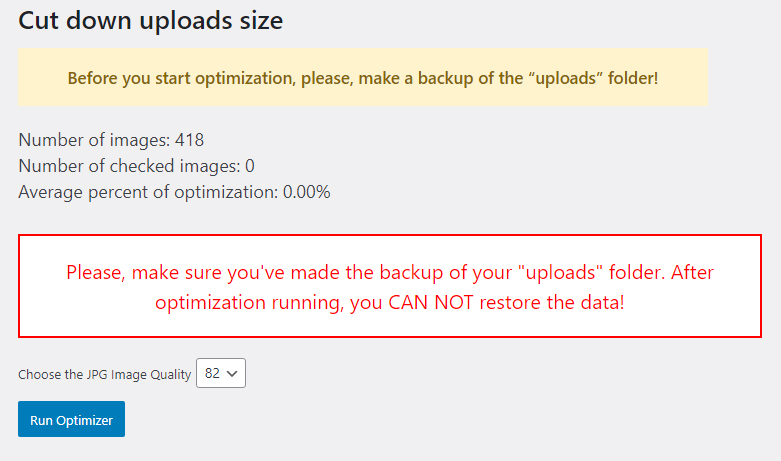 Cut down uploads size
Before you start optimization, please, make a backup of the “uploads” folder!
Number of images: 418
Number of checked images: 0
Average percent of optimization: 0.00%
Please, make sure you've made the backup of your "uploads" folder. After
optimization running, you CAN NOT restore the data!
Choose the JPG Image Quality 82
Run Optimizer